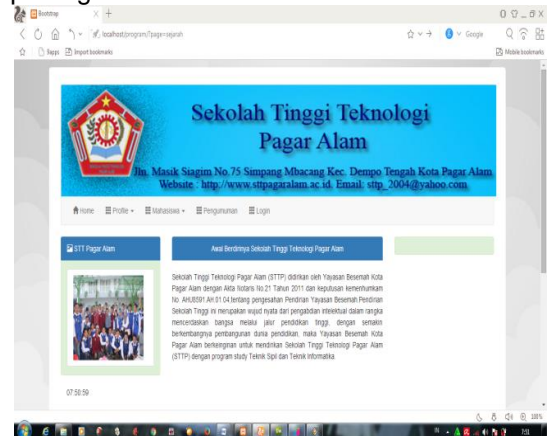 Bootstrap
localhost/program/?page=sejarah
Google
3apps
Import bookmarks
Mobile bookmarks
Sekolah Tinggi Teknologi
Pagar Alam
Jln. Masik Siagim No.75 Simpang Mbacang Kec. Dempo Tengah Kota Pagar Alam
Website : http://www.sttpagaralam.ac.id. Email: sttp_2004@yahoo.com
Home
Profile
Mahasiswa
Pengumuman
Login
STT Pagar Alam
Awal Berdirinya Sekolah Tinggi Teknologi Pagar Alam
Sekolah Tinggi Teknologi Pagar Alam (STTP) didirikan oleh Yayasan Besemah Kota
Pagar Alam dengan Akta Notaris No.21 Tahun 2011 dan keputusan kemenhumkam
No. AHU8591.AH.01.04.tentang pengesahan Pendirian Yayasan Besemah.Pendirian
Sekolah Tinggi ini merupakan wujud nyata dari pengabdian intelektual dalam rangka
mencerdaskan bangsa melalui jalur pendidikan tinggi, dengan semakin
berkembangnya pembangunan dunia pendidikan, maka Yayasan Besemah Kota
Pagar Alam berkeinginan untuk mendirikan Sekolah Tinggi Teknologi Pagar Alam
(STTP) dengan program study Teknik Sipil dan Teknik Informatika
07:50:59
100%
IN
7:51